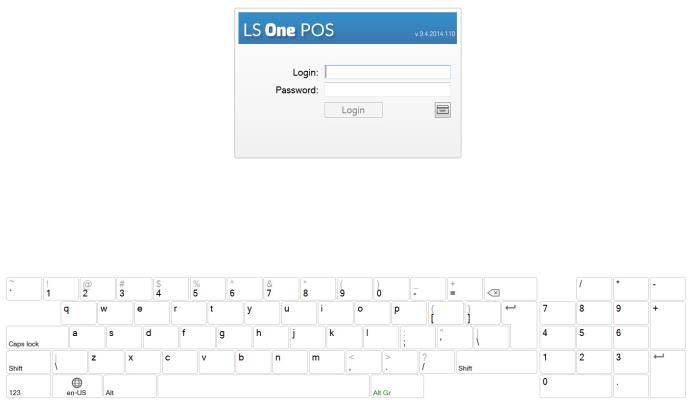 LS One POS v.9.4.2014.110
Login:
Password:
Login
~ ! @ # $ % ^ & * ( ) _ + / * -
` 1 2 3 4 5 6 7 8 9 0 - =
q w e r t y u i o p { } 7 8 9 +
[ ]
a s d f g h j k l : " | 4 5 6
Caps lock ; ' \
| z x c v b n m < > ? 1 2 3
Shift \ , . / Shift
123 en-US Alt Alt Gr 0 .